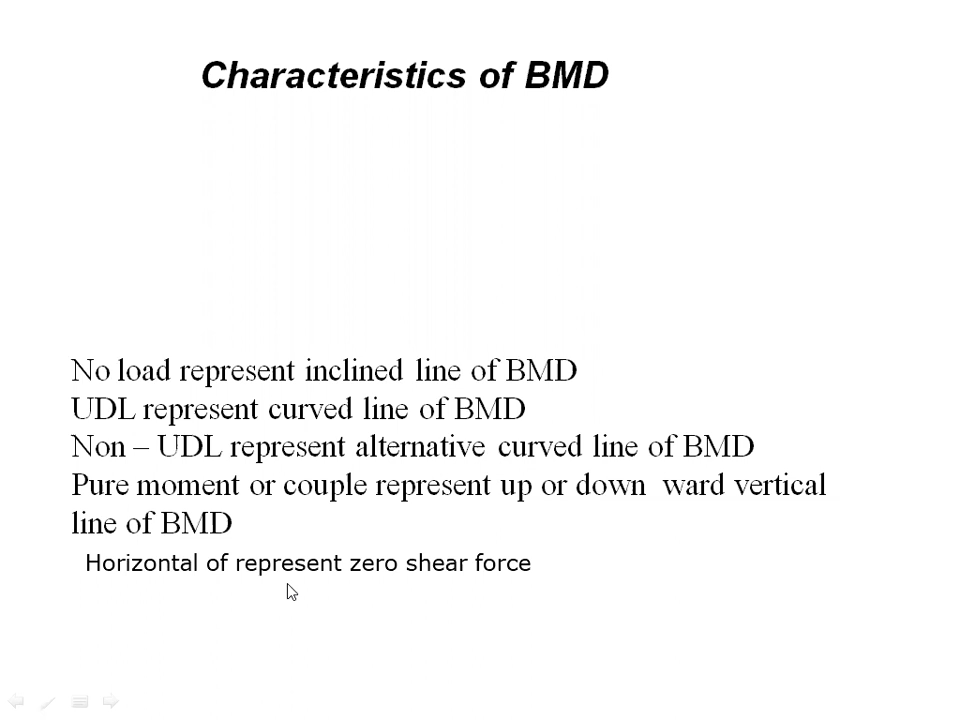 Characteristics of BMD
No load represent inclined line of BMD
UDL represent curved line of BMD
Non – UDL represent alternative curved line of BMD
Pure moment or couple represent up or down  ward vertical
line of BMD
Horizontal of represent zero shear force